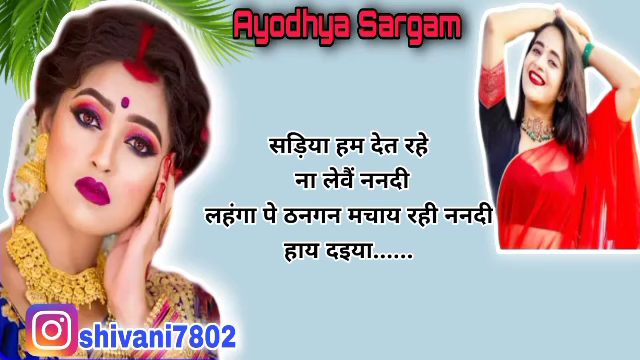 Ayodhya Sargam
सड़िया हम देत रहे
ना लेवैं ननदी
लहंगा पे ठनगन मचाय रही ननदी
हाय दइया......
shivani7802